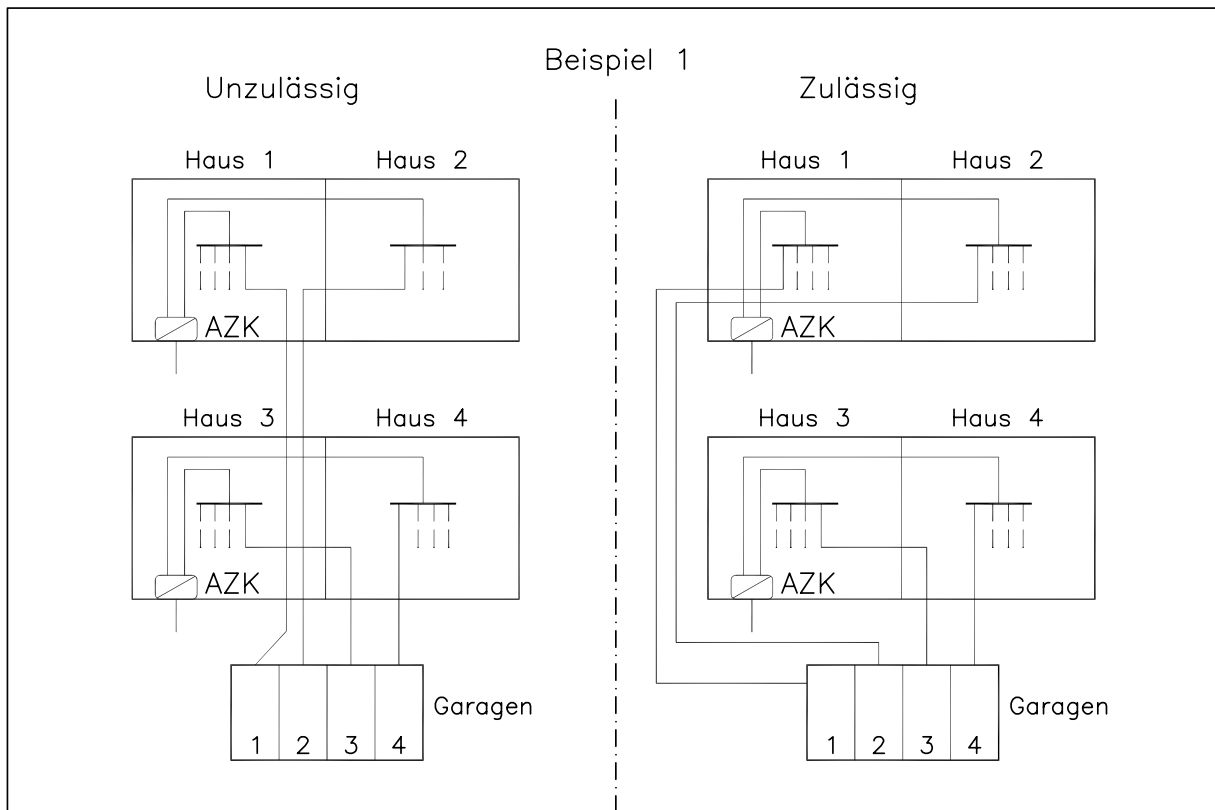 Beispiel 1
Unzulässig
Haus 1 Haus 2
AZK
Haus 3 Haus 4
AZK
Garagen
1 2 3 4
Zulässig
Haus 1 Haus 2
AZK
Haus 3 Haus 4
AZK
Garagen
1 2 3 4